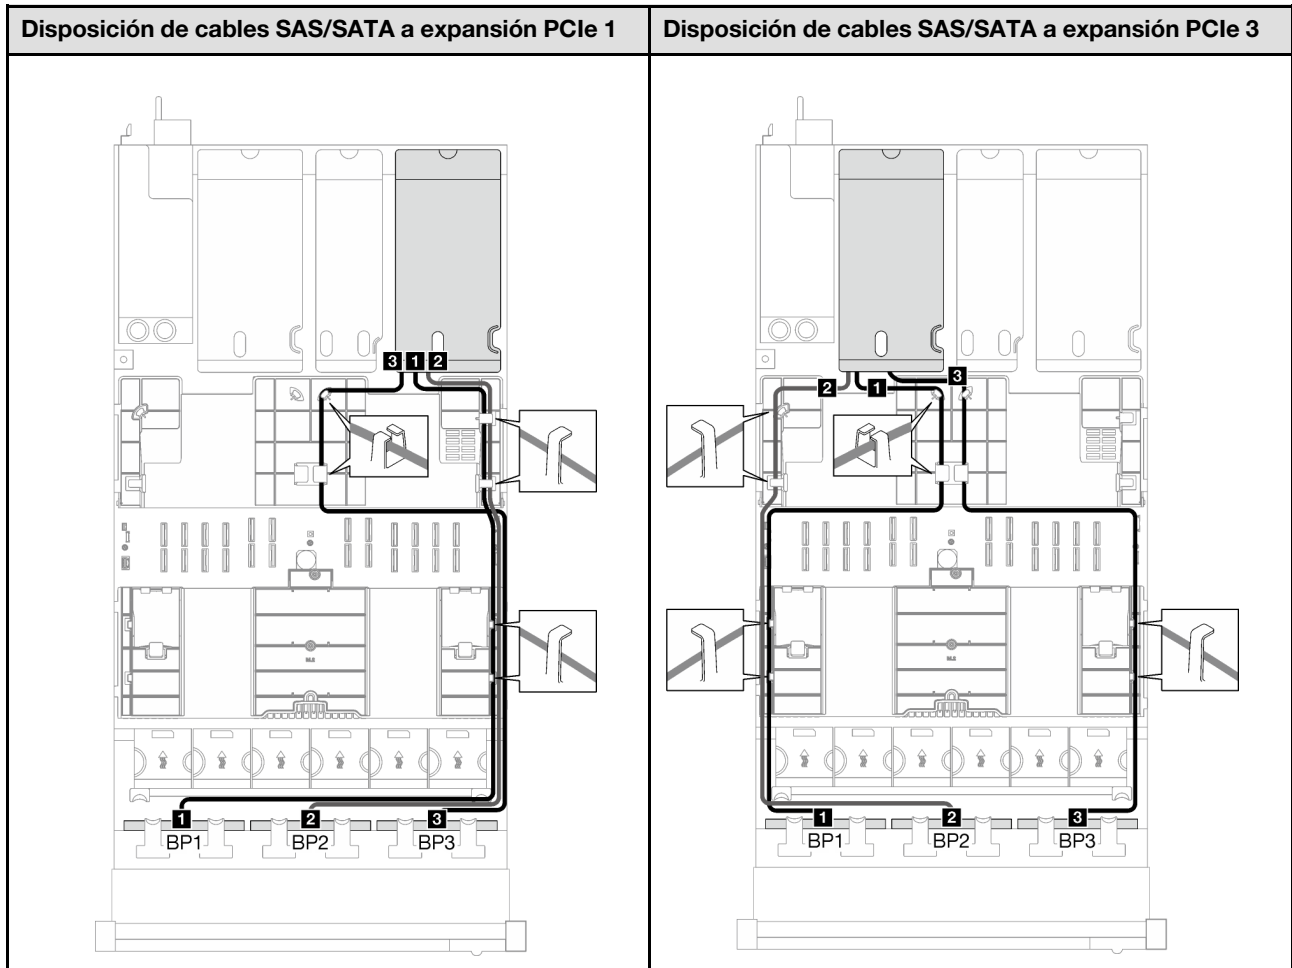 Disposición de cables SAS/SATA a expansión PCIe 1
Disposición de cables SAS/SATA a expansión PCIe 3
3 1 2
1 2 3
BP1 BP2 BP3
2 1 3
1 2 3
BP1 BP2 BP3